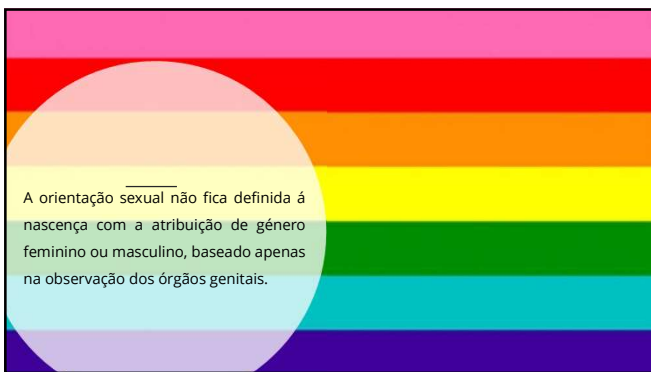 A orientação sexual não fica definida á
nascença com a atribuição de género
feminino ou masculino, baseado apenas
na observação dos órgãos genitais.